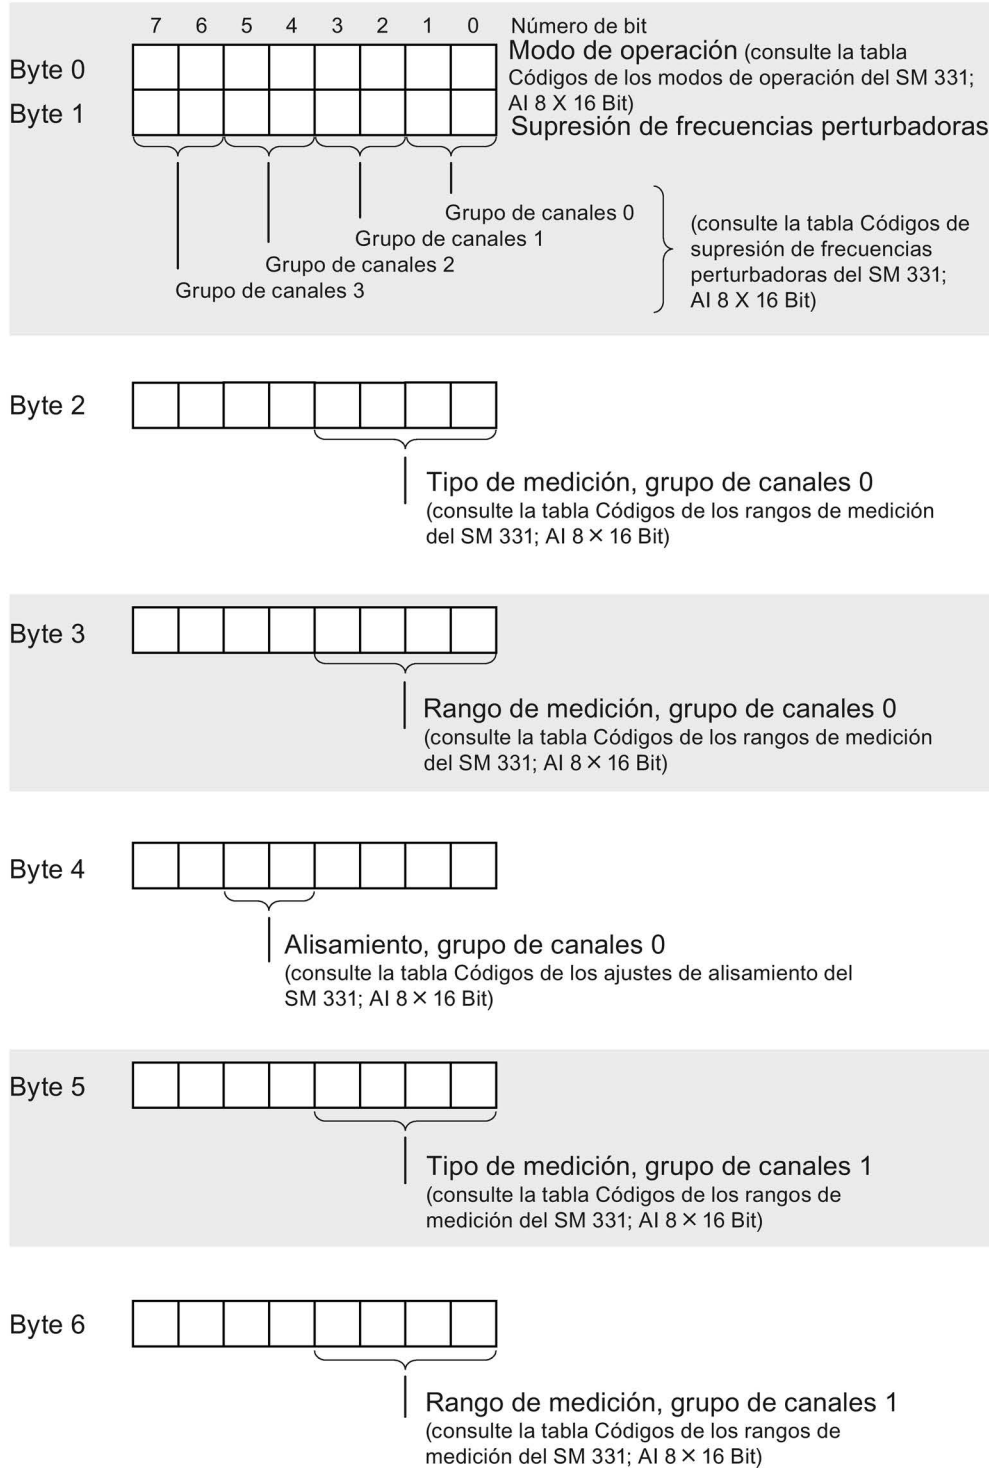 7 6 5 4 3 2 1 0 Número de bit
Byte 0
Modo de operación (consulte la tabla
Códigos de los modos de operación del SM 331;
AI 8 X 16 Bit)
Byte 1
Supresión de frecuencias perturbadoras
Grupo de canales 0
Grupo de canales 1
Grupo de canales 2
Grupo de canales 3
(consulte la tabla Códigos de
supresión de frecuencias
perturbadoras del SM 331;
AI 8 X 16 Bit)
Byte 2
Tipo de medición, grupo de canales 0
(consulte la tabla Códigos de los rangos de medición
del SM 331; AI 8 × 16 Bit)
Byte 3
Rango de medición, grupo de canales 0
(consulte la tabla Códigos de los rangos de medición
del SM 331; AI 8 × 16 Bit)
Byte 4
Alisamiento, grupo de canales 0
(consulte la tabla Códigos de los ajustes de alisamiento del
SM 331; AI 8 × 16 Bit)
Byte 5
Tipo de medición, grupo de canales 1
(consulte la tabla Códigos de los rangos de
medición del SM 331; AI 8 × 16 Bit)
Byte 6
Rango de medición, grupo de canales 1
(consulte la tabla Códigos de los rangos de
medición del SM 331; AI 8 × 16 Bit)